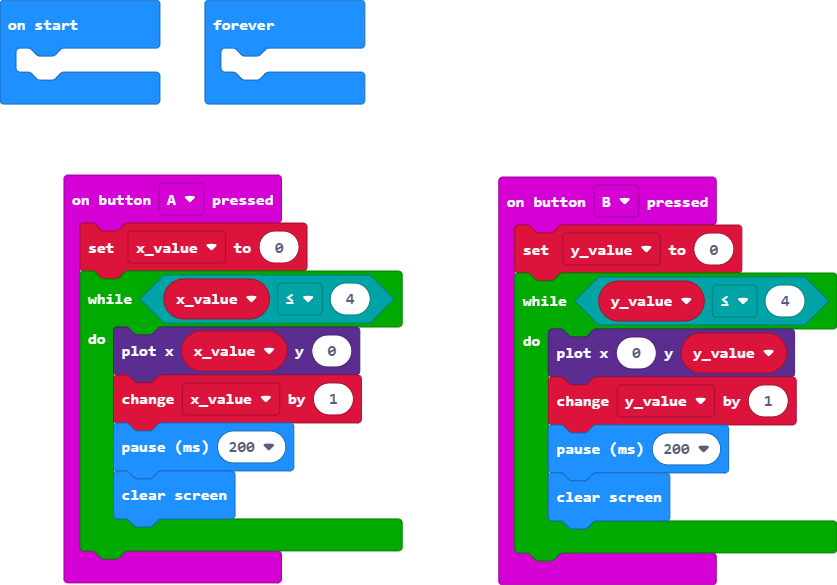 on start
forever
on button A pressed
set x_value to 0
while x_value ≤ 4
do
plot x x_value y 0
change x_value by 1
pause (ms) 200
clear screen
on button B pressed
set y_value to 0
while y_value ≤ 4
do
plot x 0 y y_value
change y_value by 1
pause (ms) 200
clear screen